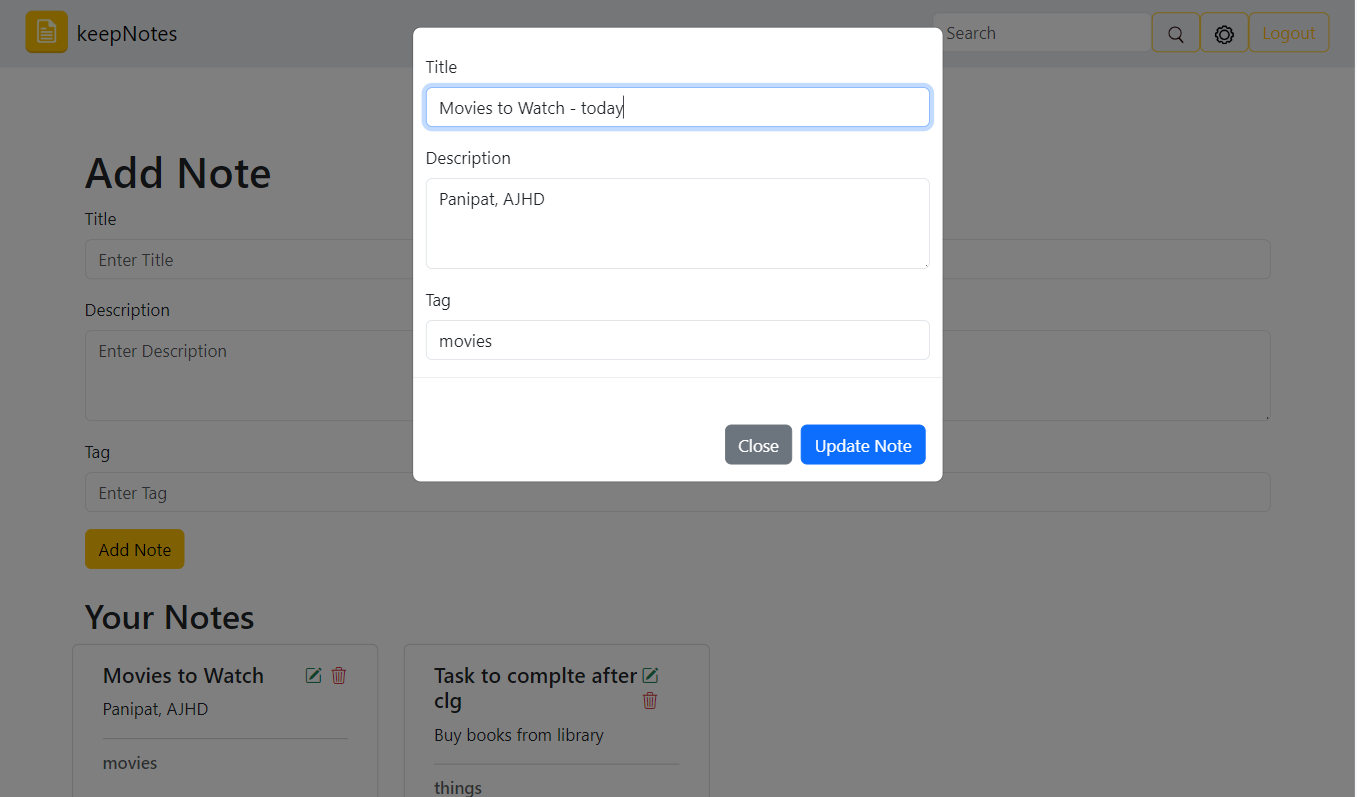 keepNotes
Search
Logout
Title
Movies to Watch - today
Description
Panipat, AJHD
Tag
movies
Close
Update Note
Add Note
Title
Enter Title
Description
Enter Description
Tag
Enter Tag
Add Note
Your Notes
Movies to Watch
Panipat, AJHD
movies
Task to complte after
clg
Buy books from library
things